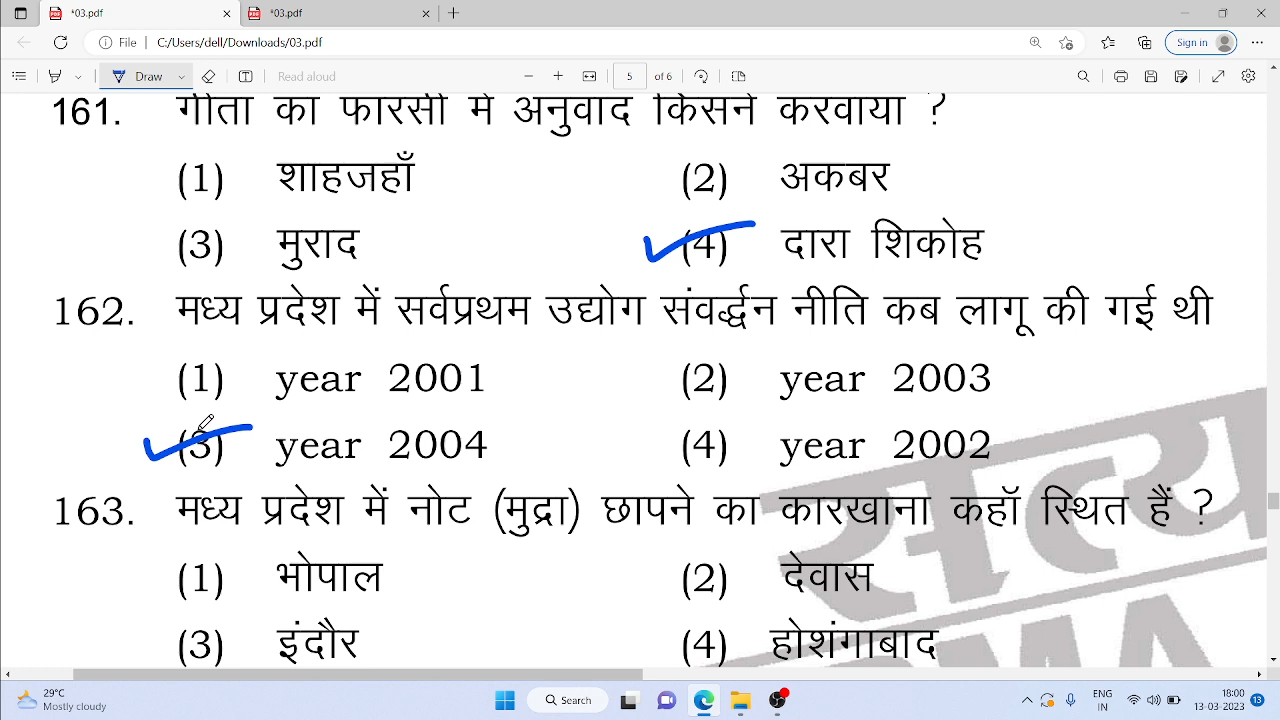 *03.pdf
*03.pdf
File
C:/Users/dell/Downloads/03.pdf
Sign in
Draw
Read aloud
5 of 6
161. गीता का फारसी में अनुवाद किसने करवाया ?
(1) शाहजहाँ (2) अकबर
(3) मुराद (4) दारा शिकोह
162. मध्य प्रदेश में सर्वप्रथम उद्योग संवर्द्धन नीति कब लागू की गई थी
(1) year 2001 (2) year 2003
(3) year 2004 (4) year 2002
163. मध्य प्रदेश में नोट (मुद्रा) छापने का कारखाना कहॉ स्थित हैं ?
(1) भोपाल (2) देवास
(3) इंदौर (4) होशंगाबाद
सत्य
29°C
Mostly cloudy
Search
ENG
IN
18:00
13-03-2023
13